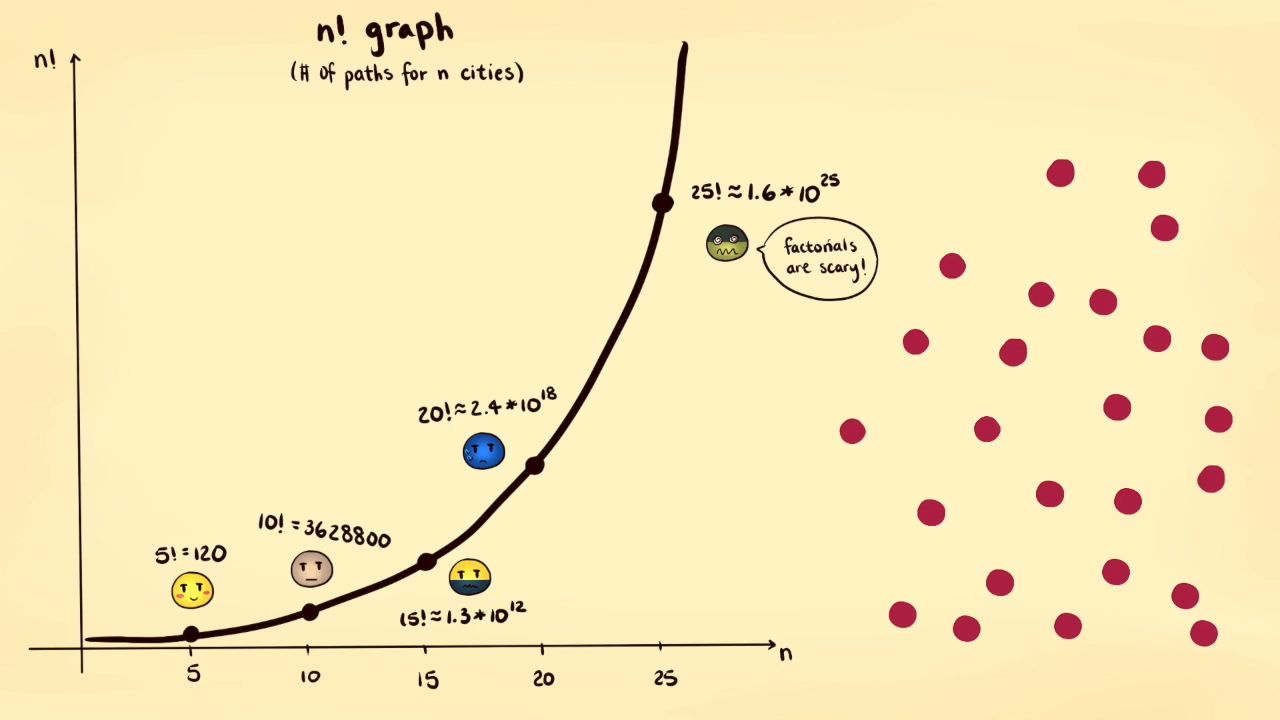 n! graph
(# of paths for n cities)
n!
25! ≈ 1.6 * 10^25
factorials
are scary!
20! ≈ 2.4 * 10^18
10! = 3628800
5! = 120
15! ≈ 1.3 * 10^12
n
5 10 15 20 25